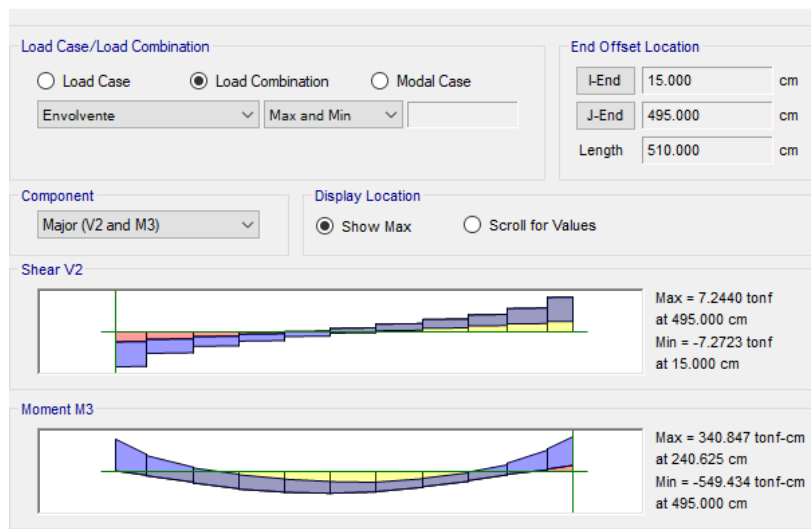 Load Case/Load Combination
Load Case
Load Combination
Modal Case
Envolvente
Max and Min
End Offset Location
I-End
15.000
cm
J-End
495.000
cm
Length
510.000
cm
Component
Major (V2 and M3)
Display Location
Show Max
Scroll for Values
Shear V2
Max = 7.2440 tonf
at 495.000 cm
Min = -7.2723 tonf
at 15.000 cm
Moment M3
Max = 340.847 tonf-cm
at 240.625 cm
Min = -549.434 tonf-cm
at 495.000 cm